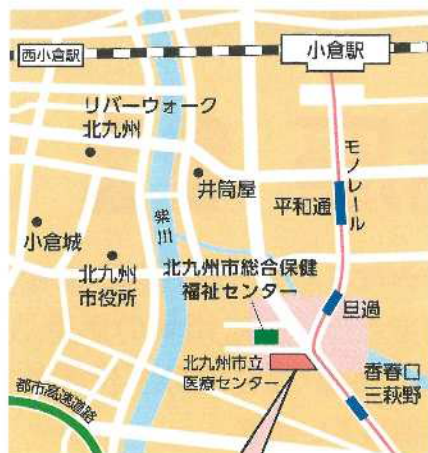 小倉駅
西小倉駅
リバーウォーク
北九州
モノレール
井筒屋
平和通
紫川
小倉城
北九州
市役所
北九州市総合保健
福祉センター
旦過
北九州市立
医療センター
香春口
三萩野
都市高速道路